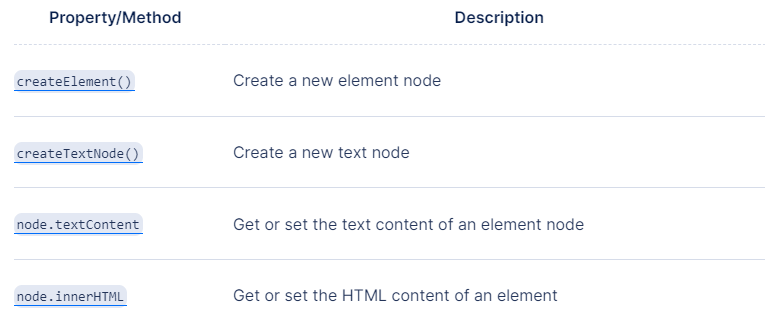 Property/Method Description
createElement() Create a new element node
createTextNode() Create a new text node
node.textContent Get or set the text content of an element node
node.innerHTML Get or set the HTML content of an element